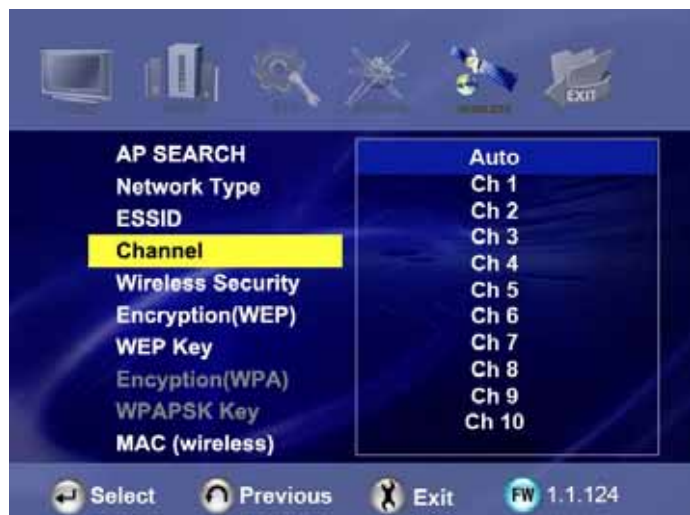 EXIT
AP SEARCH
Network Type
ESSID
Channel
Wireless Security
Encryption(WEP)
WEP Key
Encyption(WPA)
WPAPSK Key
MAC (wireless)
Auto
Ch 1
Ch 2
Ch 3
Ch 4
Ch 5
Ch 6
Ch 7
Ch 8
Ch 9
Ch 10
Select Previous Exit FW 1.1.124